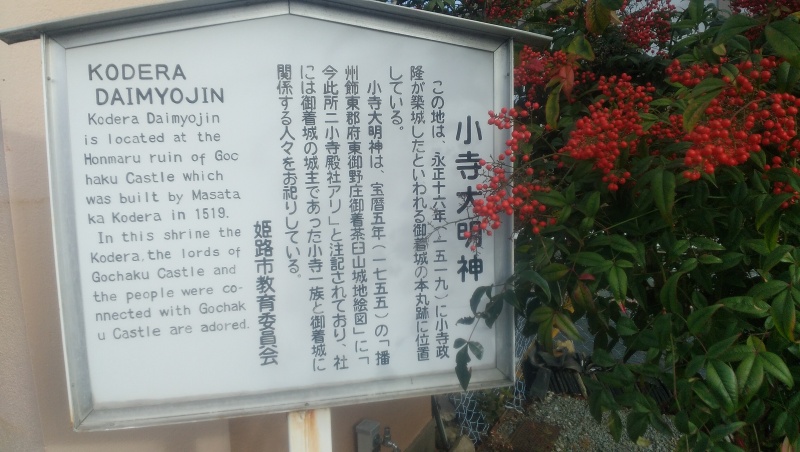 KODERA
DAIMYOJIN
Kodera Daimyojin
is located at the
Honmaru ruin of Goc
haku Castle which
was built by Masata
ka Kodera in 1519.
In this shrine the
Kodera, the lords of
Gochaku Castle and
the people were co-
nnected with Gochak
u Castle are adored.
小寺大明神
この地は、永正十六年(一五一九)に小寺政
隆が築城したといわれる御着城の本丸跡に位置
している。
小寺大明神は、宝暦五年(一七五五)の「播
州飾東郡府東御野庄御着茶臼山城地絵図」に「
今此所ニ小寺殿社アリ」と注記されており、社
には御着城の城主であった小寺一族と御着城に
関係する人々をお祀りしている。
姫路市教育委員会